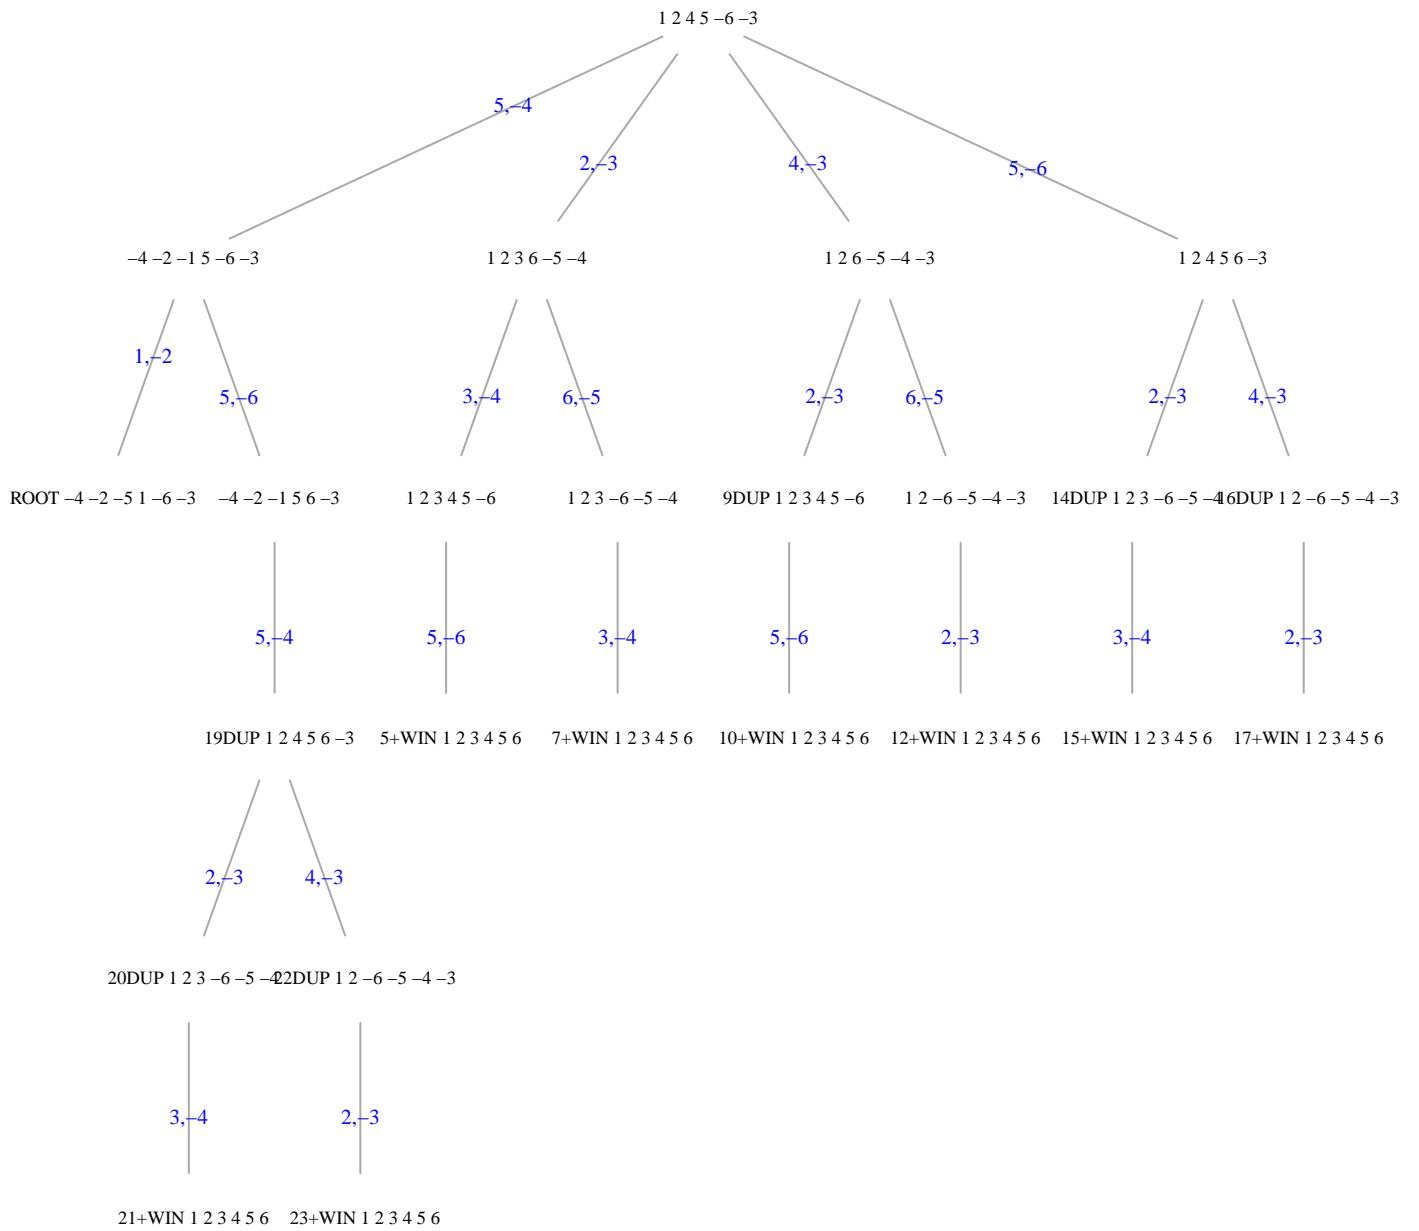 1 2 4 5 –6 –3
5,–4
2,–3
4,–3
5,–6
–4 –2 –1 5 –6 –3
1 2 3 6 –5 –4
1 2 6 –5 –4 –3
1 2 4 5 6 –3
1,–2
5,–6
3,–4
6,–5
2,–3
6,–5
2,–3
4,–3
ROOT –4 –2 –5 1 –6 –3
–4 –2 –1 5 6 –3
1 2 3 4 5 –6
1 2 3 –6 –5 –4
9DUP 1 2 3 4 5 –6
1 2 –6 –5 –4 –3
14DUP 1 2 3 –6 –5 –4
16DUP 1 2 –6 –5 –4 –3
5,–4
5,–6
3,–4
5,–6
2,–3
3,–4
2,–3
19DUP 1 2 4 5 6 –3
5+WIN 1 2 3 4 5 6
7+WIN 1 2 3 4 5 6
10+WIN 1 2 3 4 5 6
12+WIN 1 2 3 4 5 6
15+WIN 1 2 3 4 5 6
17+WIN 1 2 3 4 5 6
2,–3
4,–3
20DUP 1 2 3 –6 –5 –4
22DUP 1 2 –6 –5 –4 –3
3,–4
2,–3
21+WIN 1 2 3 4 5 6
23+WIN 1 2 3 4 5 6